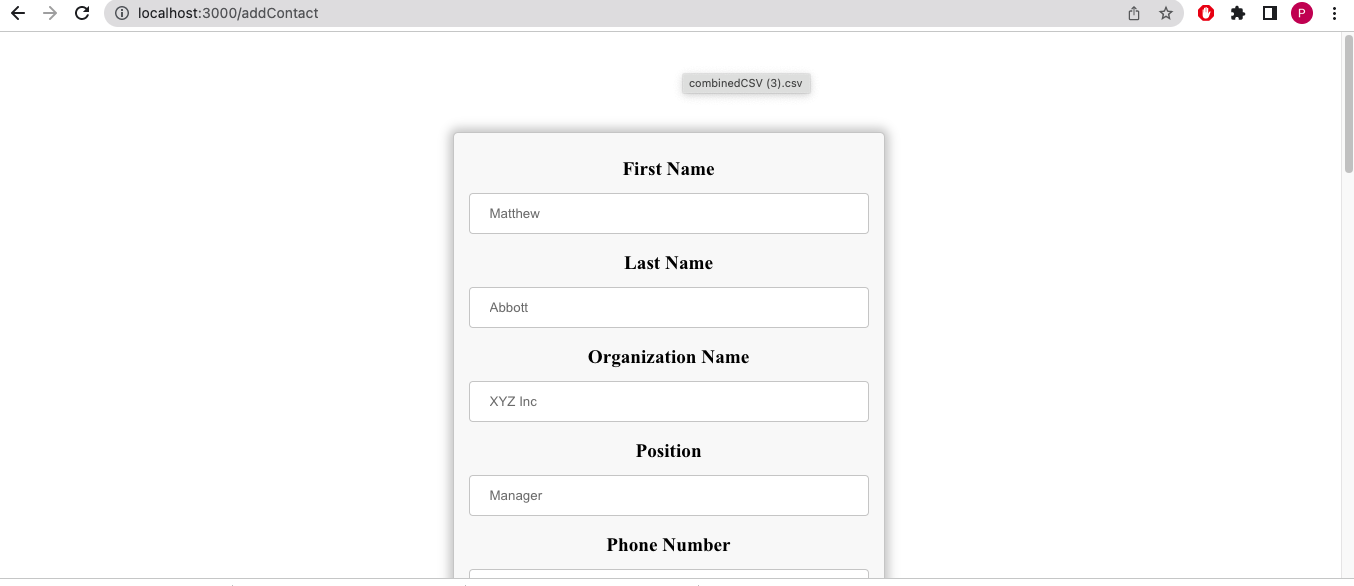 localhost:3000/addContact
P
combinedCSV (3).csv
First Name
Matthew
Last Name
Abbott
Organization Name
XYZ Inc
Position
Manager
Phone Number